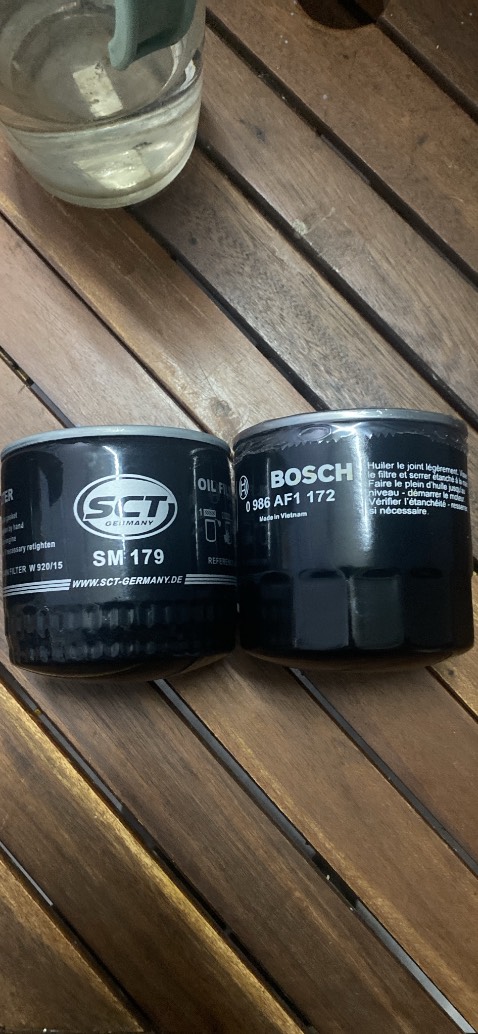 SCT
GERMANY
SM 179
FILTER W 920/15
WWW.SCT-GERMANY.DE
OIL
BOSCH
0 986 AF1 172
Made in Vietnam
Huiler le joint légèrement.
le filtre et serrer étanché à la
Faire le plein d'huile jusqu'au
niveau - démarrer le moteur
Vérifier l'étanchéité -
si nécessaire.